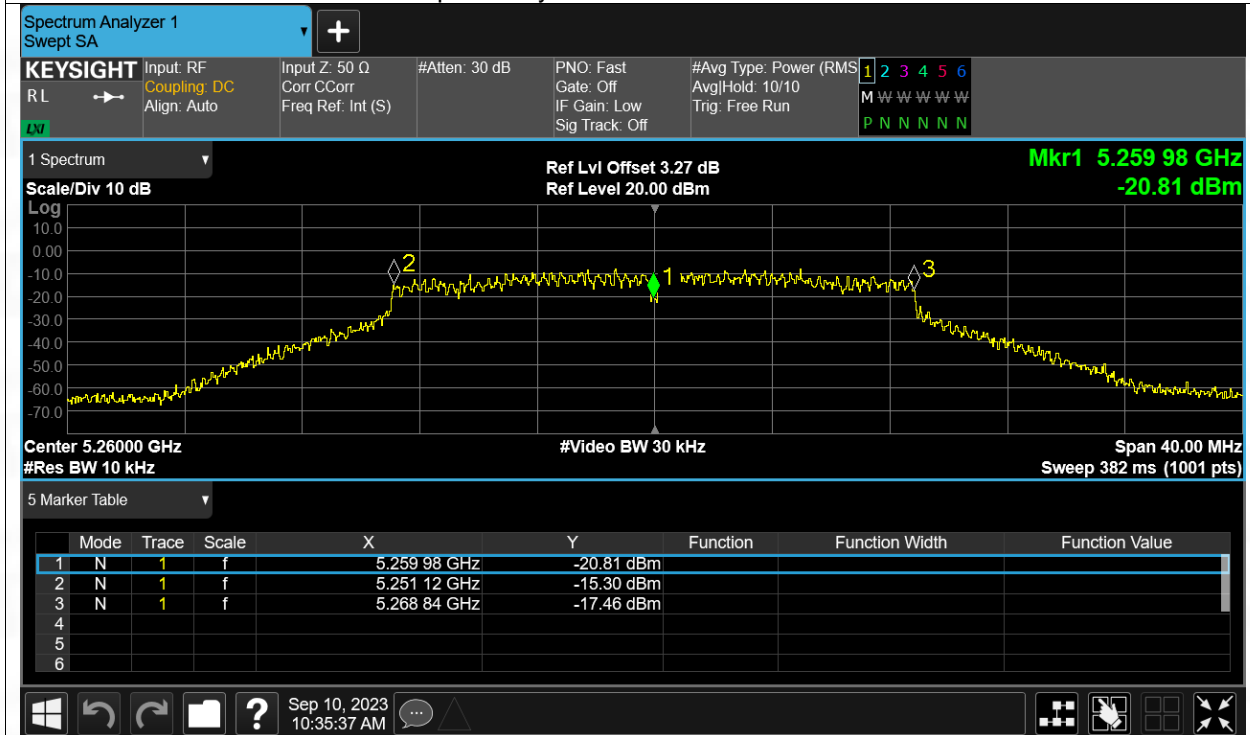 Spectrum Analyzer 1
Swept SA
+
KEYSIGHT
RL
LXI
Input: RF
Coupling: DC
Align: Auto
Input Z: 50 Ω
Corr CCorr
Freq Ref: Int (S)
#Atten: 30 dB
PNO: Fast
Gate: Off
IF Gain: Low
Sig Track: Off
#Avg Type: Power (RMS
Avg|Hold: 10/10
Trig: Free Run
1 2 3 4 5 6
M W W W W W
P N N N N N
1 Spectrum
Scale/Div 10 dB
Ref Lvl Offset 3.27 dB
Ref Level 20.00 dBm
Mkr1 5.259 98 GHz
-20.81 dBm
Log
10.0
0.00
-10.0
-20.0
-30.0
-40.0
-50.0
-60.0
-70.0
2
1
3
Center 5.26000 GHz
#Res BW 10 kHz
#Video BW 30 kHz
Span 40.00 MHz
Sweep 382 ms (1001 pts)
5 Marker Table
Mode Trace Scale X Y Function Function Width Function Value
1 N 1 f 5.259 98 GHz -20.81 dBm
2 N 1 f 5.251 12 GHz -15.30 dBm
3 N 1 f 5.268 84 GHz -17.46 dBm
4
5
6
?
Sep 10, 2023
10:35:37 AM